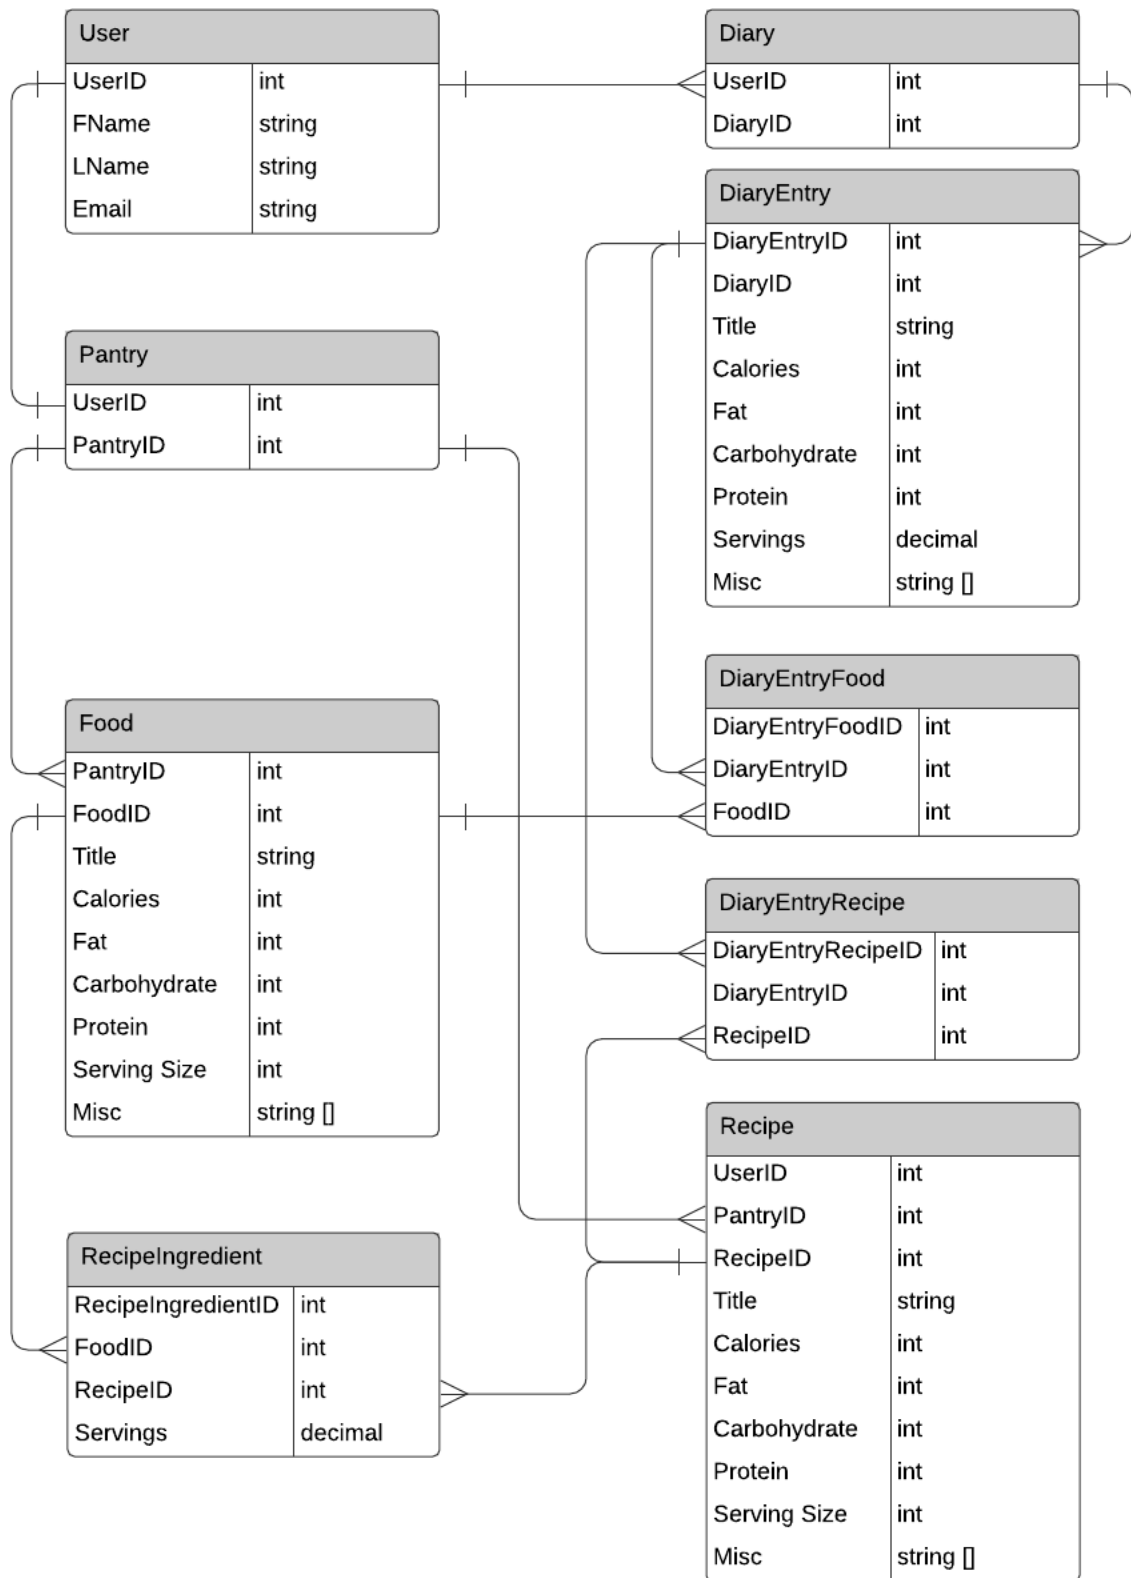 User
UserID int
FName string
LName string
Email string
Diary
UserID int
DiaryID int
DiaryEntry
DiaryEntryID int
DiaryID int
Title string
Calories int
Fat int
Carbohydrate int
Protein int
Servings decimal
Misc string []
Pantry
UserID int
PantryID int
DiaryEntryFood
DiaryEntryFoodID int
DiaryEntryID int
FoodID int
Food
PantryID int
FoodID int
Title string
Calories int
Fat int
Carbohydrate int
Protein int
Serving Size int
Misc string []
DiaryEntryRecipe
DiaryEntryRecipeID int
DiaryEntryID int
RecipeID int
Recipe
UserID int
PantryID int
RecipeID int
Title string
Calories int
Fat int
Carbohydrate int
Protein int
Serving Size int
Misc string []
RecipeIngredient
RecipeIngredientID int
FoodID int
RecipeID int
Servings decimal